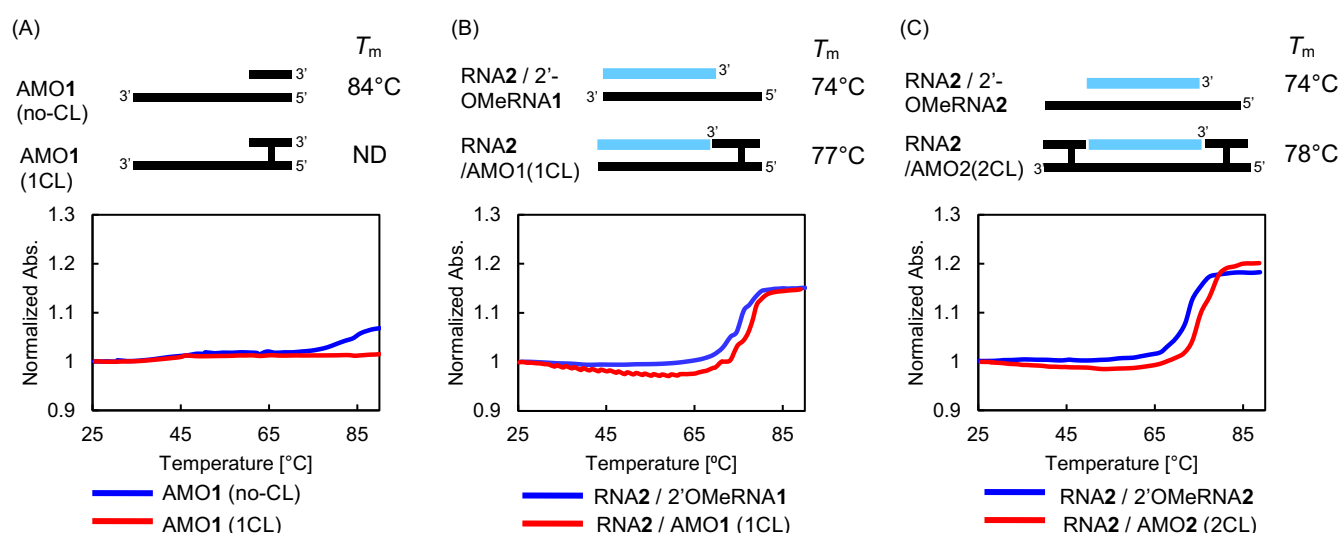 (A)
Tm
3'
AMO1
(no-CL)
3'
5'
84°C
3'
AMO1
(1CL)
3'
5'
ND
1.3
1.2
1.1
1
0.9
Normalized Abs.
25
45
65
85
Temperature [°C]
AMO1 (no-CL)
AMO1 (1CL)
(B)
Tm
RNA2 / 2'-
OMeRNA1
3'
3'
5'
74°C
RNA2
/AMO1(1CL)
3'
5'
77°C
1.3
1.2
1.1
1
0.9
Normalized Abs.
25
45
65
85
Temperature [ºC]
RNA2 / 2'OMeRNA1
RNA2 / AMO1 (1CL)
(C)
Tm
RNA2 / 2'-
OMeRNA2
3'
5'
74°C
RNA2
/AMO2(2CL)
3'
3'
5'
78°C
1.3
1.2
1.1
1
0.9
Normalized Abs.
25
45
65
85
Temperature [°C]
RNA2 / 2'OMeRNA2
RNA2 / AMO2 (2CL)